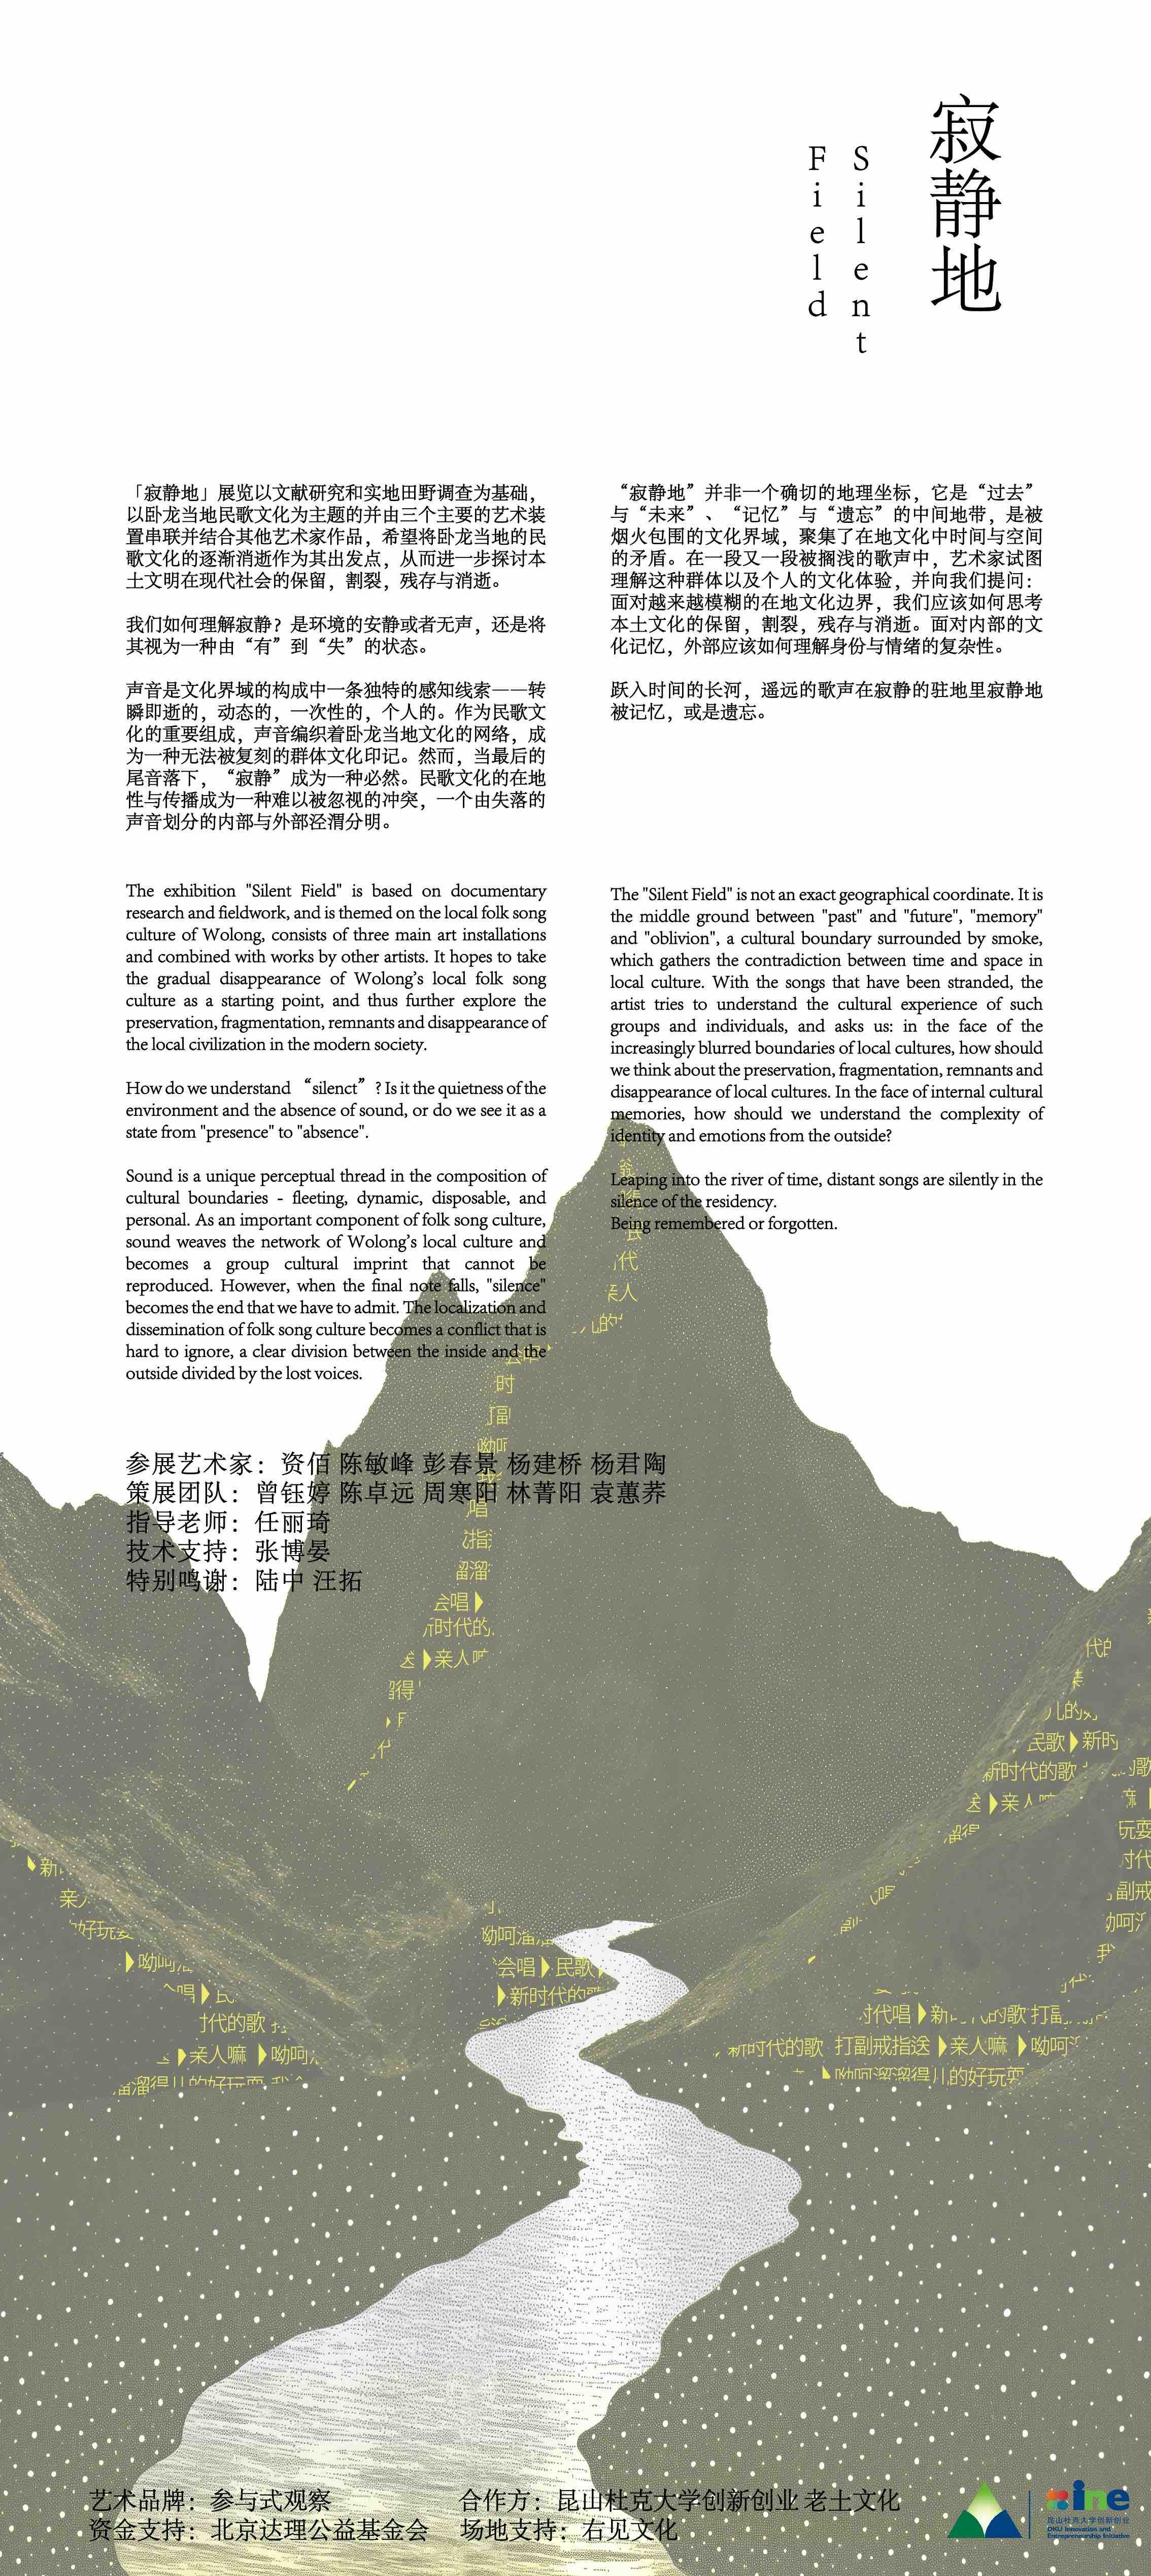 寂静地
Silent
Field
「寂静地」展览以文献研究和实地田野调查为基础，
以卧龙当地民歌文化为主题的并由三个主要的艺术装
置串联并结合其他艺术家作品，希望将卧龙当地的民
歌文化的逐渐消逝作为其出发点，从而进一步探讨本
土文明在现代社会的保留，割裂，残存与消逝。
我们如何理解寂静？是环境的安静或者无声，还是将
其视为一种由“有”到“失”的状态。
声音是文化界域的构成中一条独特的感知线索——转
瞬即逝的，动态的，一次性的，个人的。作为民歌文
化的重要组成，声音编织着卧龙当地文化的网络，成
为一种无法被复刻的群体文化印记。然而，当最后的
尾音落下，“寂静”成为一种必然。民歌文化的在地
性与传播成为一种难以被忽视的冲突，一个由失落的
声音划分的内部与外部泾渭分明。
“寂静地”并非一个确切的地理坐标，它是“过去”
与“未来”、“记忆”与“遗忘”的中间地带，是被
烟火包围的文化界域，聚集了在地文化中时间与空间
的矛盾。在一段又一段被搁浅的歌声中，艺术家试图
理解这种群体以及个人的文化体验，并向我们提问：
面对越来越模糊的在地文化边界，我们应该如何思考
本土文化的保留，割裂，残存与消逝。面对内部的文
化记忆，外部应该如何理解身份与情绪的复杂性。
跃入时间的长河，遥远的歌声在寂静的驻地里寂静地
被记忆，或是遗忘。
The exhibition "Silent Field" is based on documentary
research and fieldwork, and is themed on the local folk song
culture of Wolong, consists of three main art installations
and combined with works by other artists. It hopes to take
the gradual disappearance of Wolong’s local folk song
culture as a starting point, and thus further explore the
preservation, fragmentation, remnants and disappearance of
the local civilization in the modern society.
How do we understand “silenct”? Is it the quietness of the
environment and the absence of sound, or do we see it as a
state from "presence" to "absence".
Sound is a unique perceptual thread in the composition of
cultural boundaries - fleeting, dynamic, disposable, and
personal. As an important component of folk song culture,
sound weaves the network of Wolong’s local culture and
becomes a group cultural imprint that cannot be
reproduced. However, when the final note falls, "silence"
becomes the end that we have to admit. The localization and
dissemination of folk song culture becomes a conflict that is
hard to ignore, a clear division between the inside and the
outside divided by the lost voices.
The "Silent Field" is not an exact geographical coordinate. It is
the middle ground between "past" and "future", "memory"
and "oblivion", a cultural boundary surrounded by smoke,
which gathers the contradiction between time and space in
local culture. With the songs that have been stranded, the
artist tries to understand the cultural experience of such
groups and individuals, and asks us: in the face of the
increasingly blurred boundaries of local cultures, how should
we think about the preservation, fragmentation, remnants and
disappearance of local cultures. In the face of internal cultural
memories, how should we understand the complexity of
identity and emotions from the outside?
Leaping into the river of time, distant songs are silently in the
silence of the residency.
Being remembered or forgotten.
参展艺术家：资佰 陈敏峰 彭春景 杨建桥 杨君陶
策展团队：曾钰婷 陈卓远 周寒阳 林菁阳 袁蕙荞
指导老师：任丽琦
技术支持：张博晏
特别鸣谢：陆中 汪拓
会唱
新时代的
亲人
民歌 新时
新时代的歌
亲人嘛
会唱 民歌
新时代的歌
时代的歌
亲人嘛 呦呵
时代唱 新时代的歌 打副
新时代的歌 打副戒指送 亲人嘛 呦呵
呦呵溜溜得儿的好玩耍
艺术品牌：参与式观察
资金支持：北京达理公益基金会
合作方：昆山杜克大学创新创业 老土文化
场地支持：右见文化
ine
昆山杜克大学创新创业
DKU Innovation and
Entrepreneurship Initiative